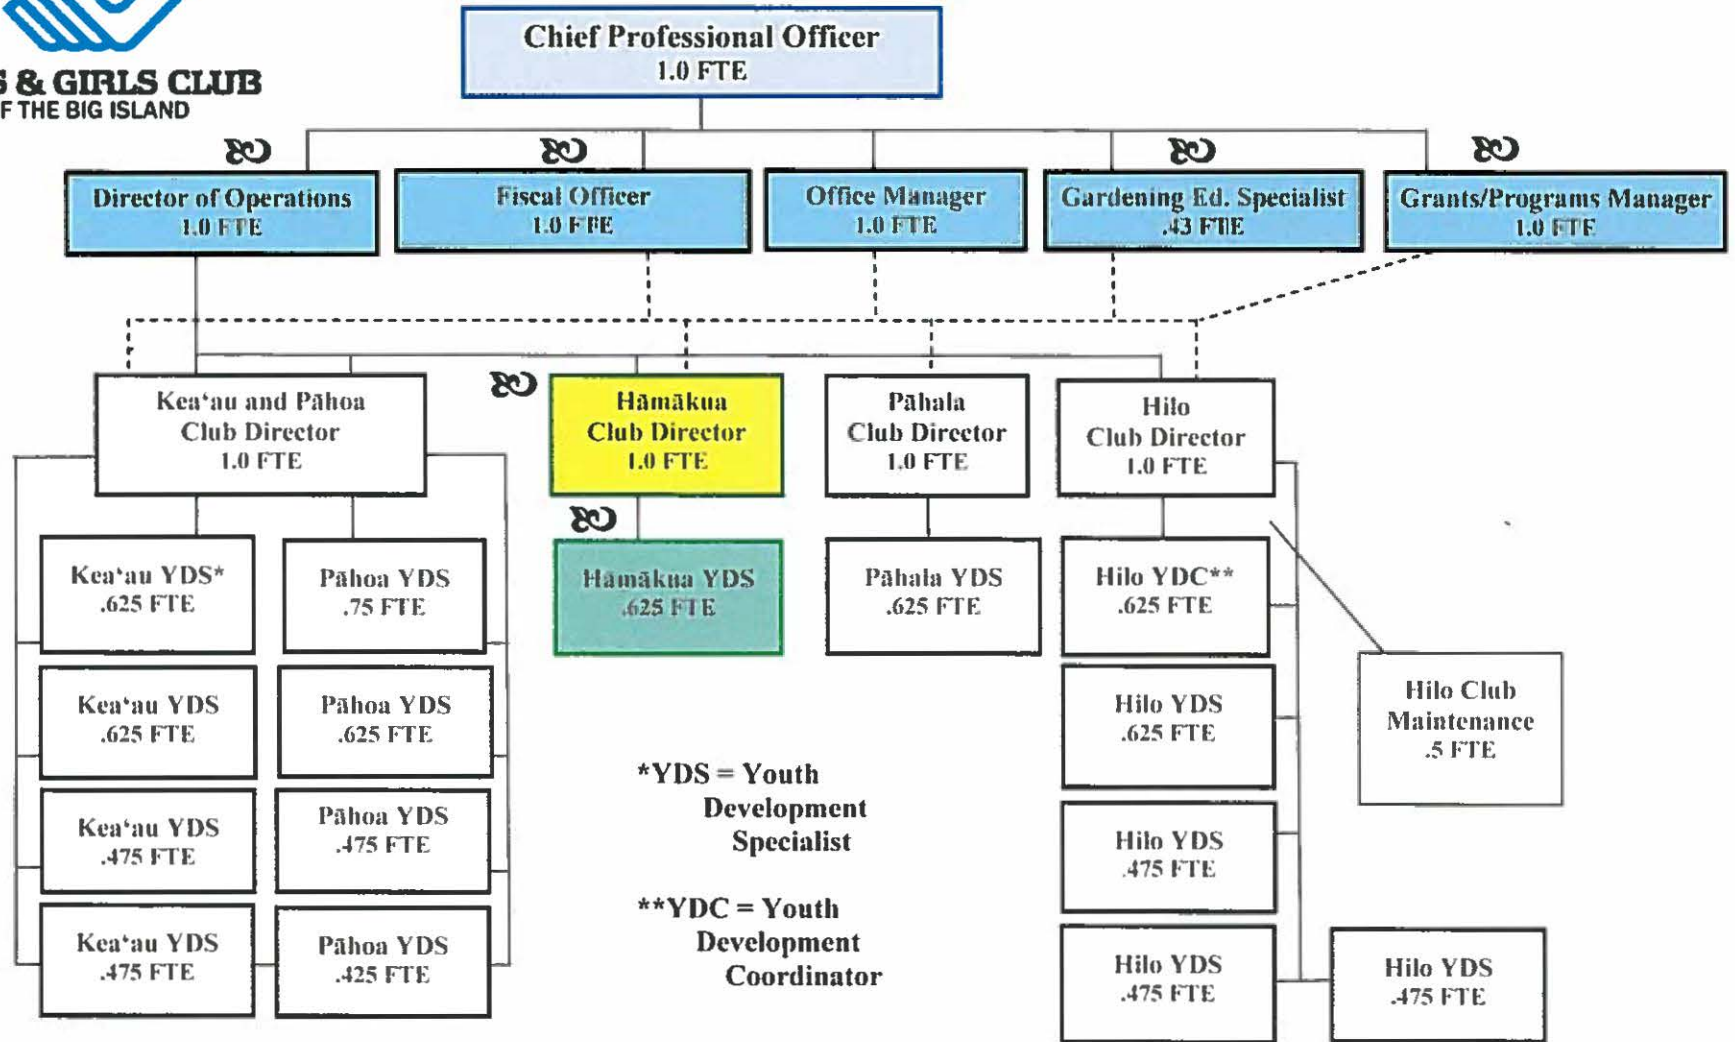 S & GIRLS CLUB
F THE BIG ISLAND
Chief Professional Officer
1.0 FTE
Director of Operations
1.0 FTE
Fiscal Officer
1.0 FTE
Office Manager
1.0 FTE
Gardening Ed. Specialist
.43 FTE
Grants/Programs Manager
1.0 FTE
Kea‘au and Pāhoa
Club Director
1.0 FTE
Hāmākua
Club Director
1.0 FTE
Pāhala
Club Director
1.0 FTE
Hilo
Club Director
1.0 FTE
Kea‘au YDS*
.625 FTE
Pāhoa YDS
.75 FTE
Hāmākua YDS
.625 FTE
Pāhala YDS
.625 FTE
Hilo YDC**
.625 FTE
Kea‘au YDS
.625 FTE
Pāhoa YDS
.625 FTE
Hilo YDS
.625 FTE
Hilo Club
Maintenance
.5 FTE
Kea‘au YDS
.475 FTE
Pāhoa YDS
.475 FTE
Hilo YDS
.475 FTE
Kea‘au YDS
.475 FTE
Pāhoa YDS
.425 FTE
Hilo YDS
.475 FTE
Hilo YDS
.475 FTE
*YDS = Youth
Development
Specialist
**YDC = Youth
Development
Coordinator